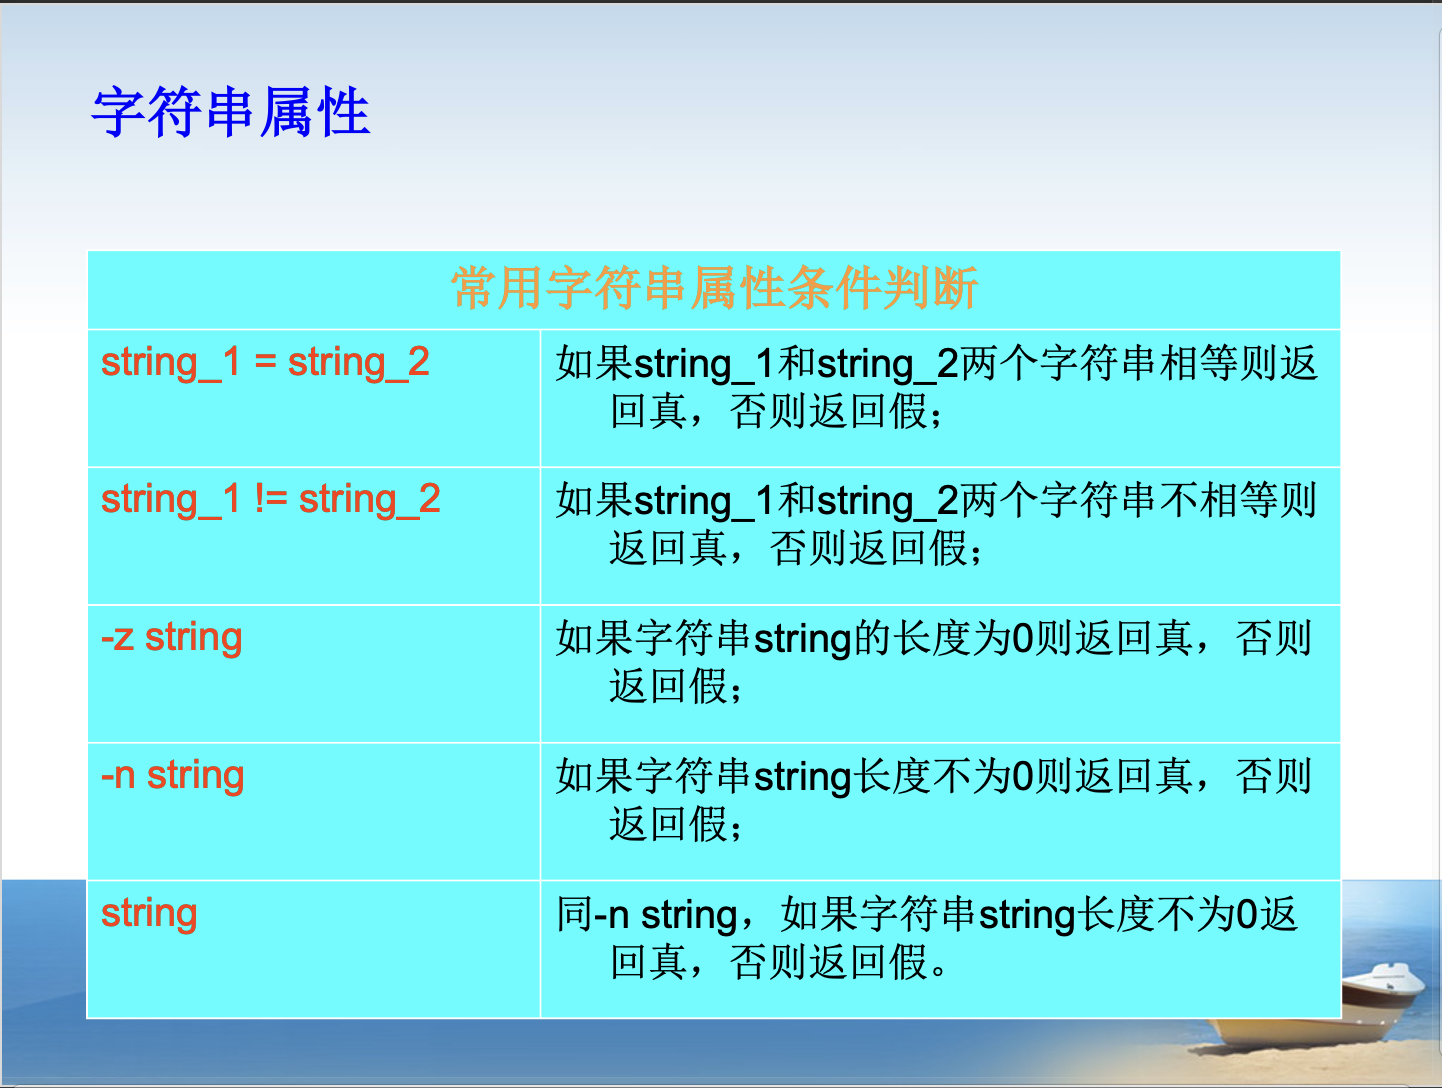 字符串属性
常用字符串属性条件判断
string_1 = string_2
如果string_1和string_2两个字符串相等则返
回真，否则返回假；
string_1 != string_2
如果string_1和string_2两个字符串不相等则
返回真，否则返回假；
-z string
如果字符串string的长度为0则返回真，否则
返回假；
-n string
如果字符串string长度不为0则返回真，否则
返回假；
string
同-n string，如果字符串string长度不为0返
回真，否则返回假。